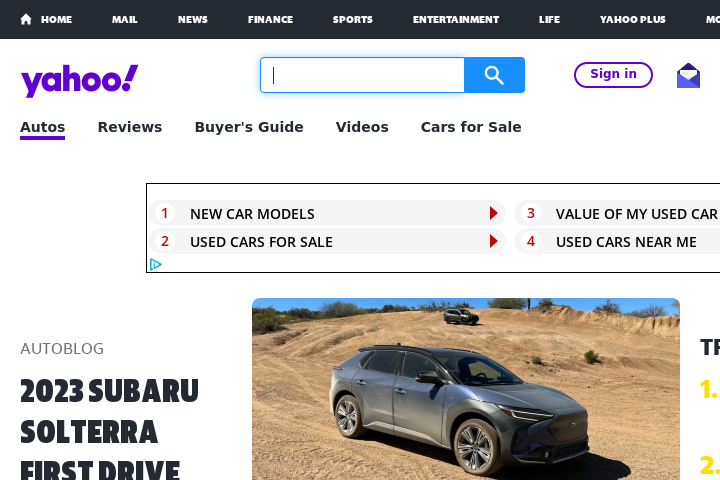 HOME MAIL NEWS FINANCE SPORTS ENTERTAINMENT LIFE YAHOO PLUS
yahoo!
Sign in
Autos Reviews Buyer's Guide Videos Cars for Sale
1 NEW CAR MODELS 3 VALUE OF MY USED CAR
2 USED CARS FOR SALE 4 USED CARS NEAR ME
AUTOBLOG
2023 SUBARU
SOLTERRA
FIRST DRIVE
1.
2.